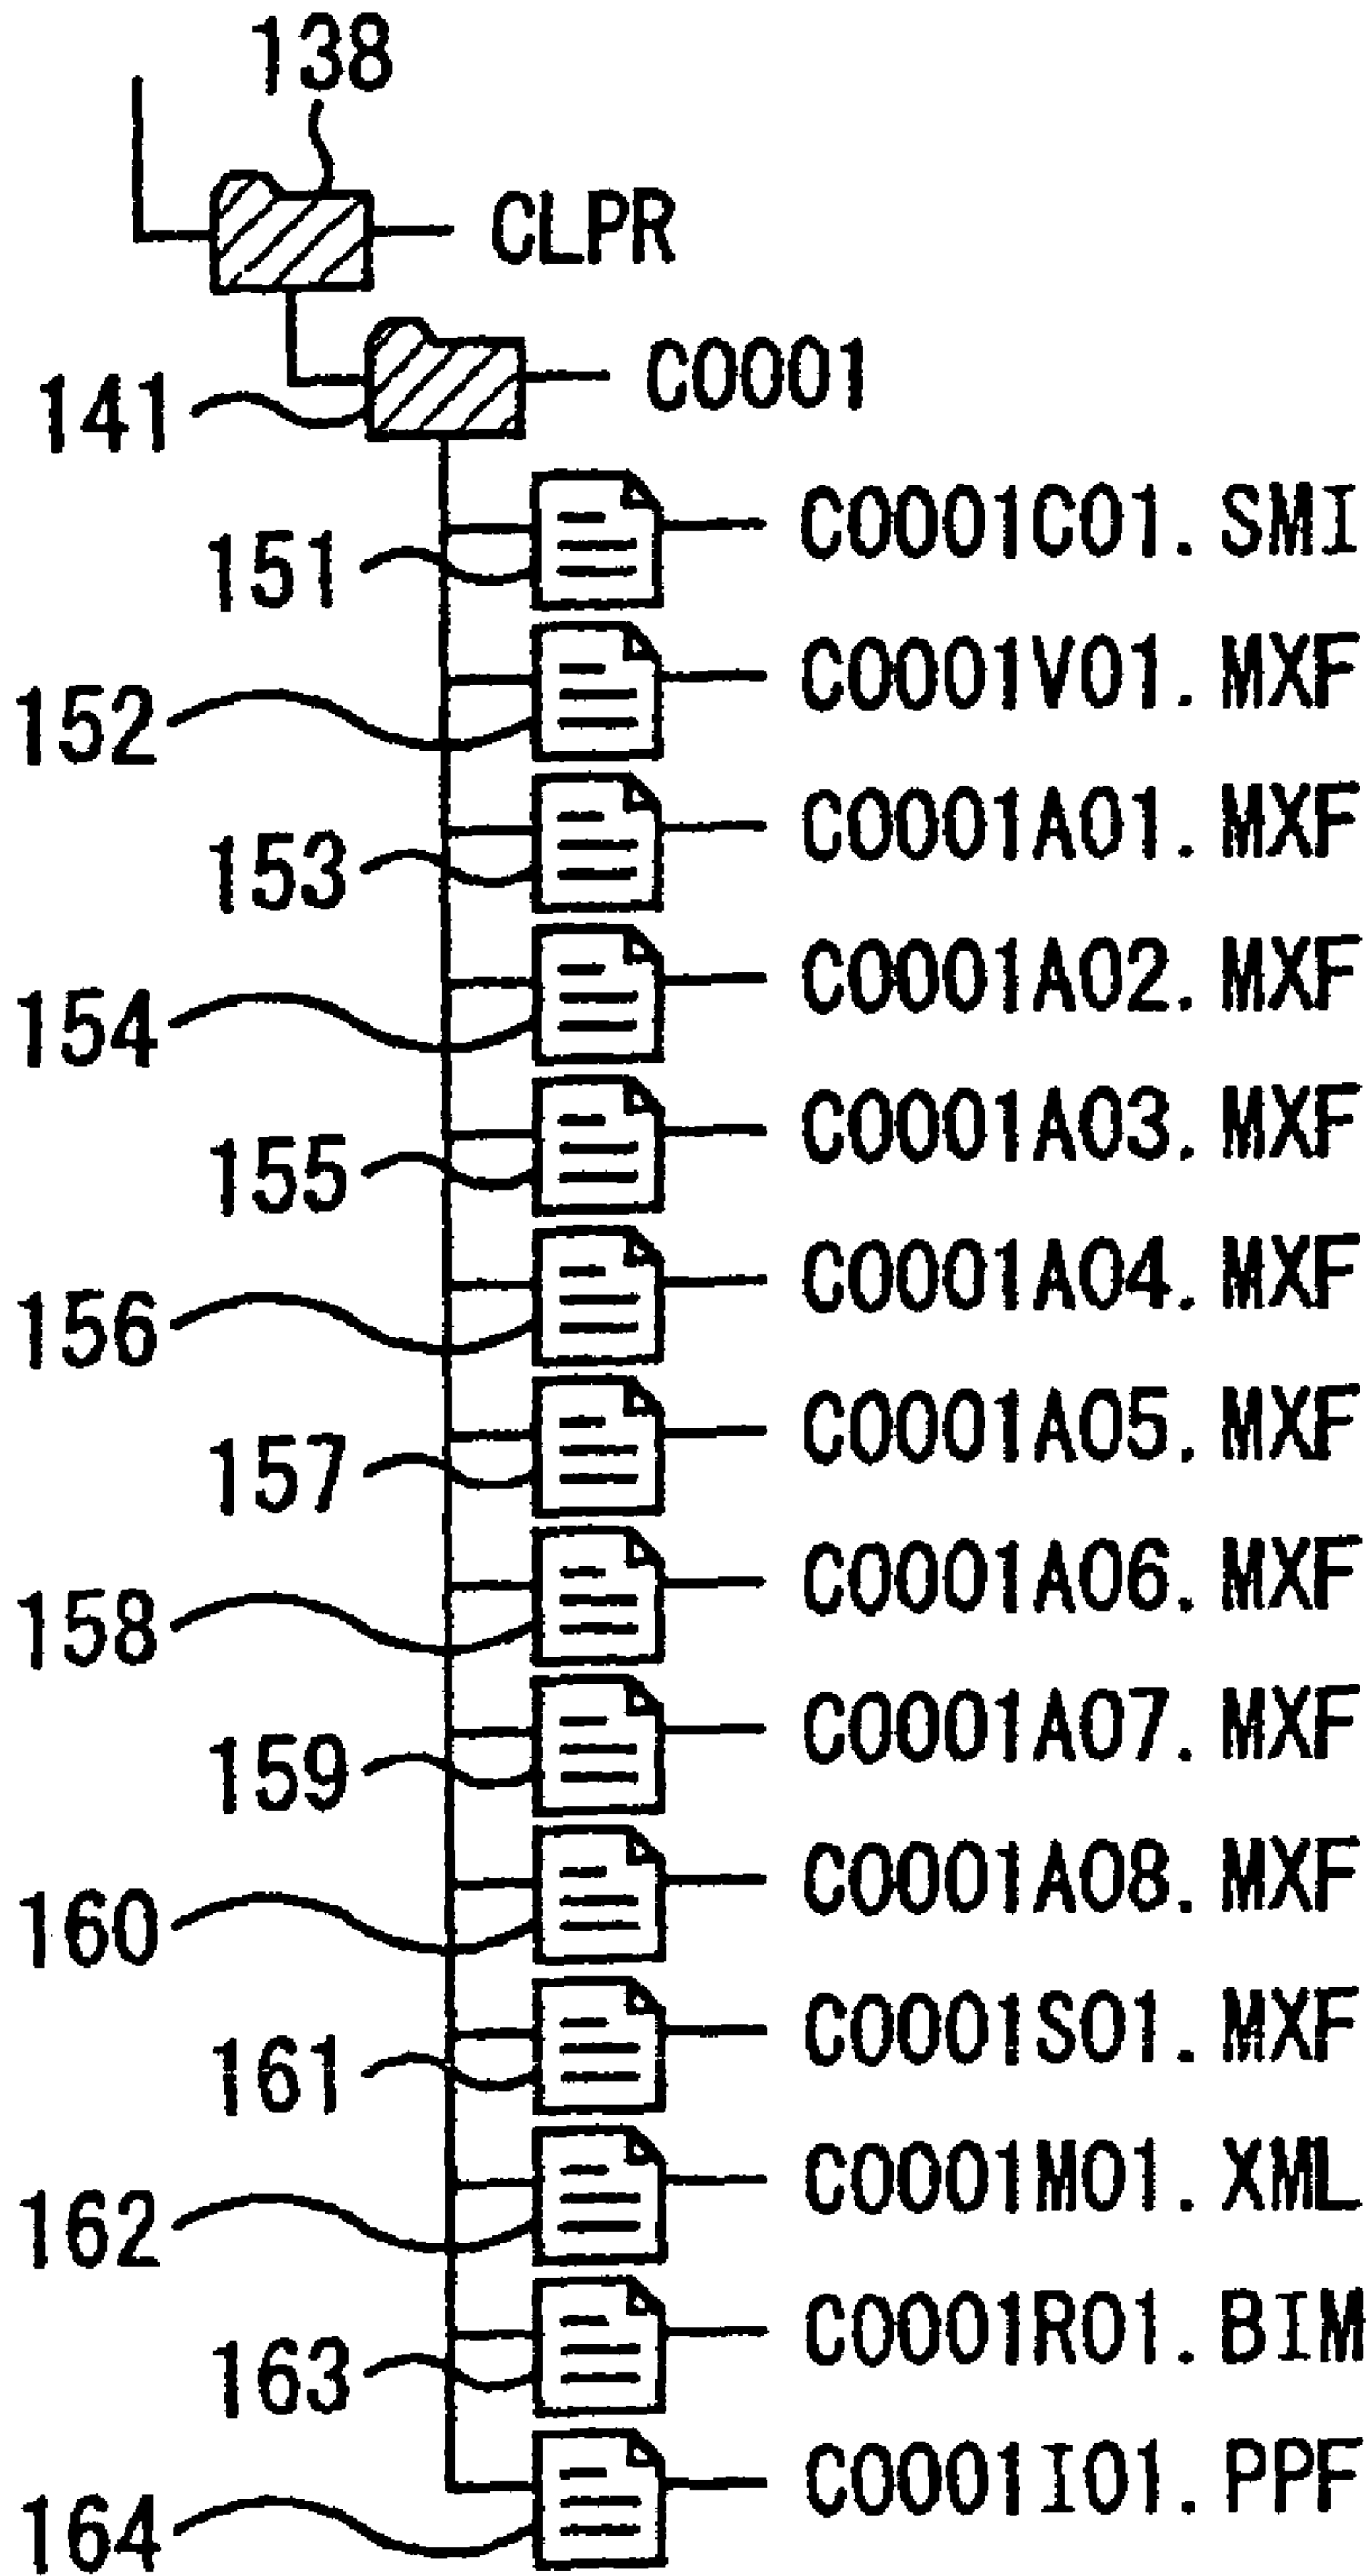 138
CLPR
141 C0001
151 C0001C01.SMI
152 C0001V01.MXF
153 C0001A01.MXF
154 C0001A02.MXF
155 C0001A03.MXF
156 C0001A04.MXF
157 C0001A05.MXF
158 C0001A06.MXF
159 C0001A07.MXF
160 C0001A08.MXF
161 C0001S01.MXF
162 C0001M01.XML
163 C0001R01.BIM
164 C0001I01.PPF